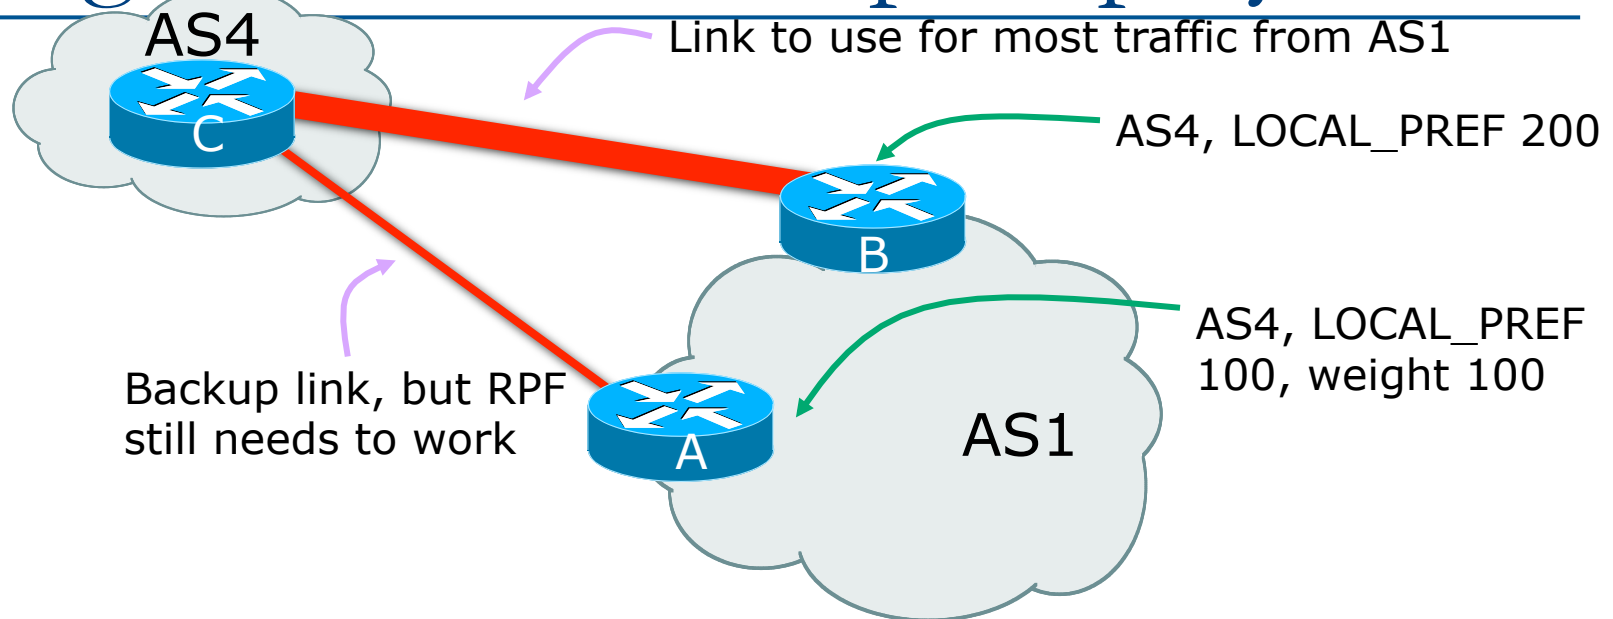 AS4
Link to use for most traffic from AS1
C
AS4, LOCAL_PREF 200
B
AS4, LOCAL_PREF
100, weight 100
Backup link, but RPF
still needs to work
A
AS1